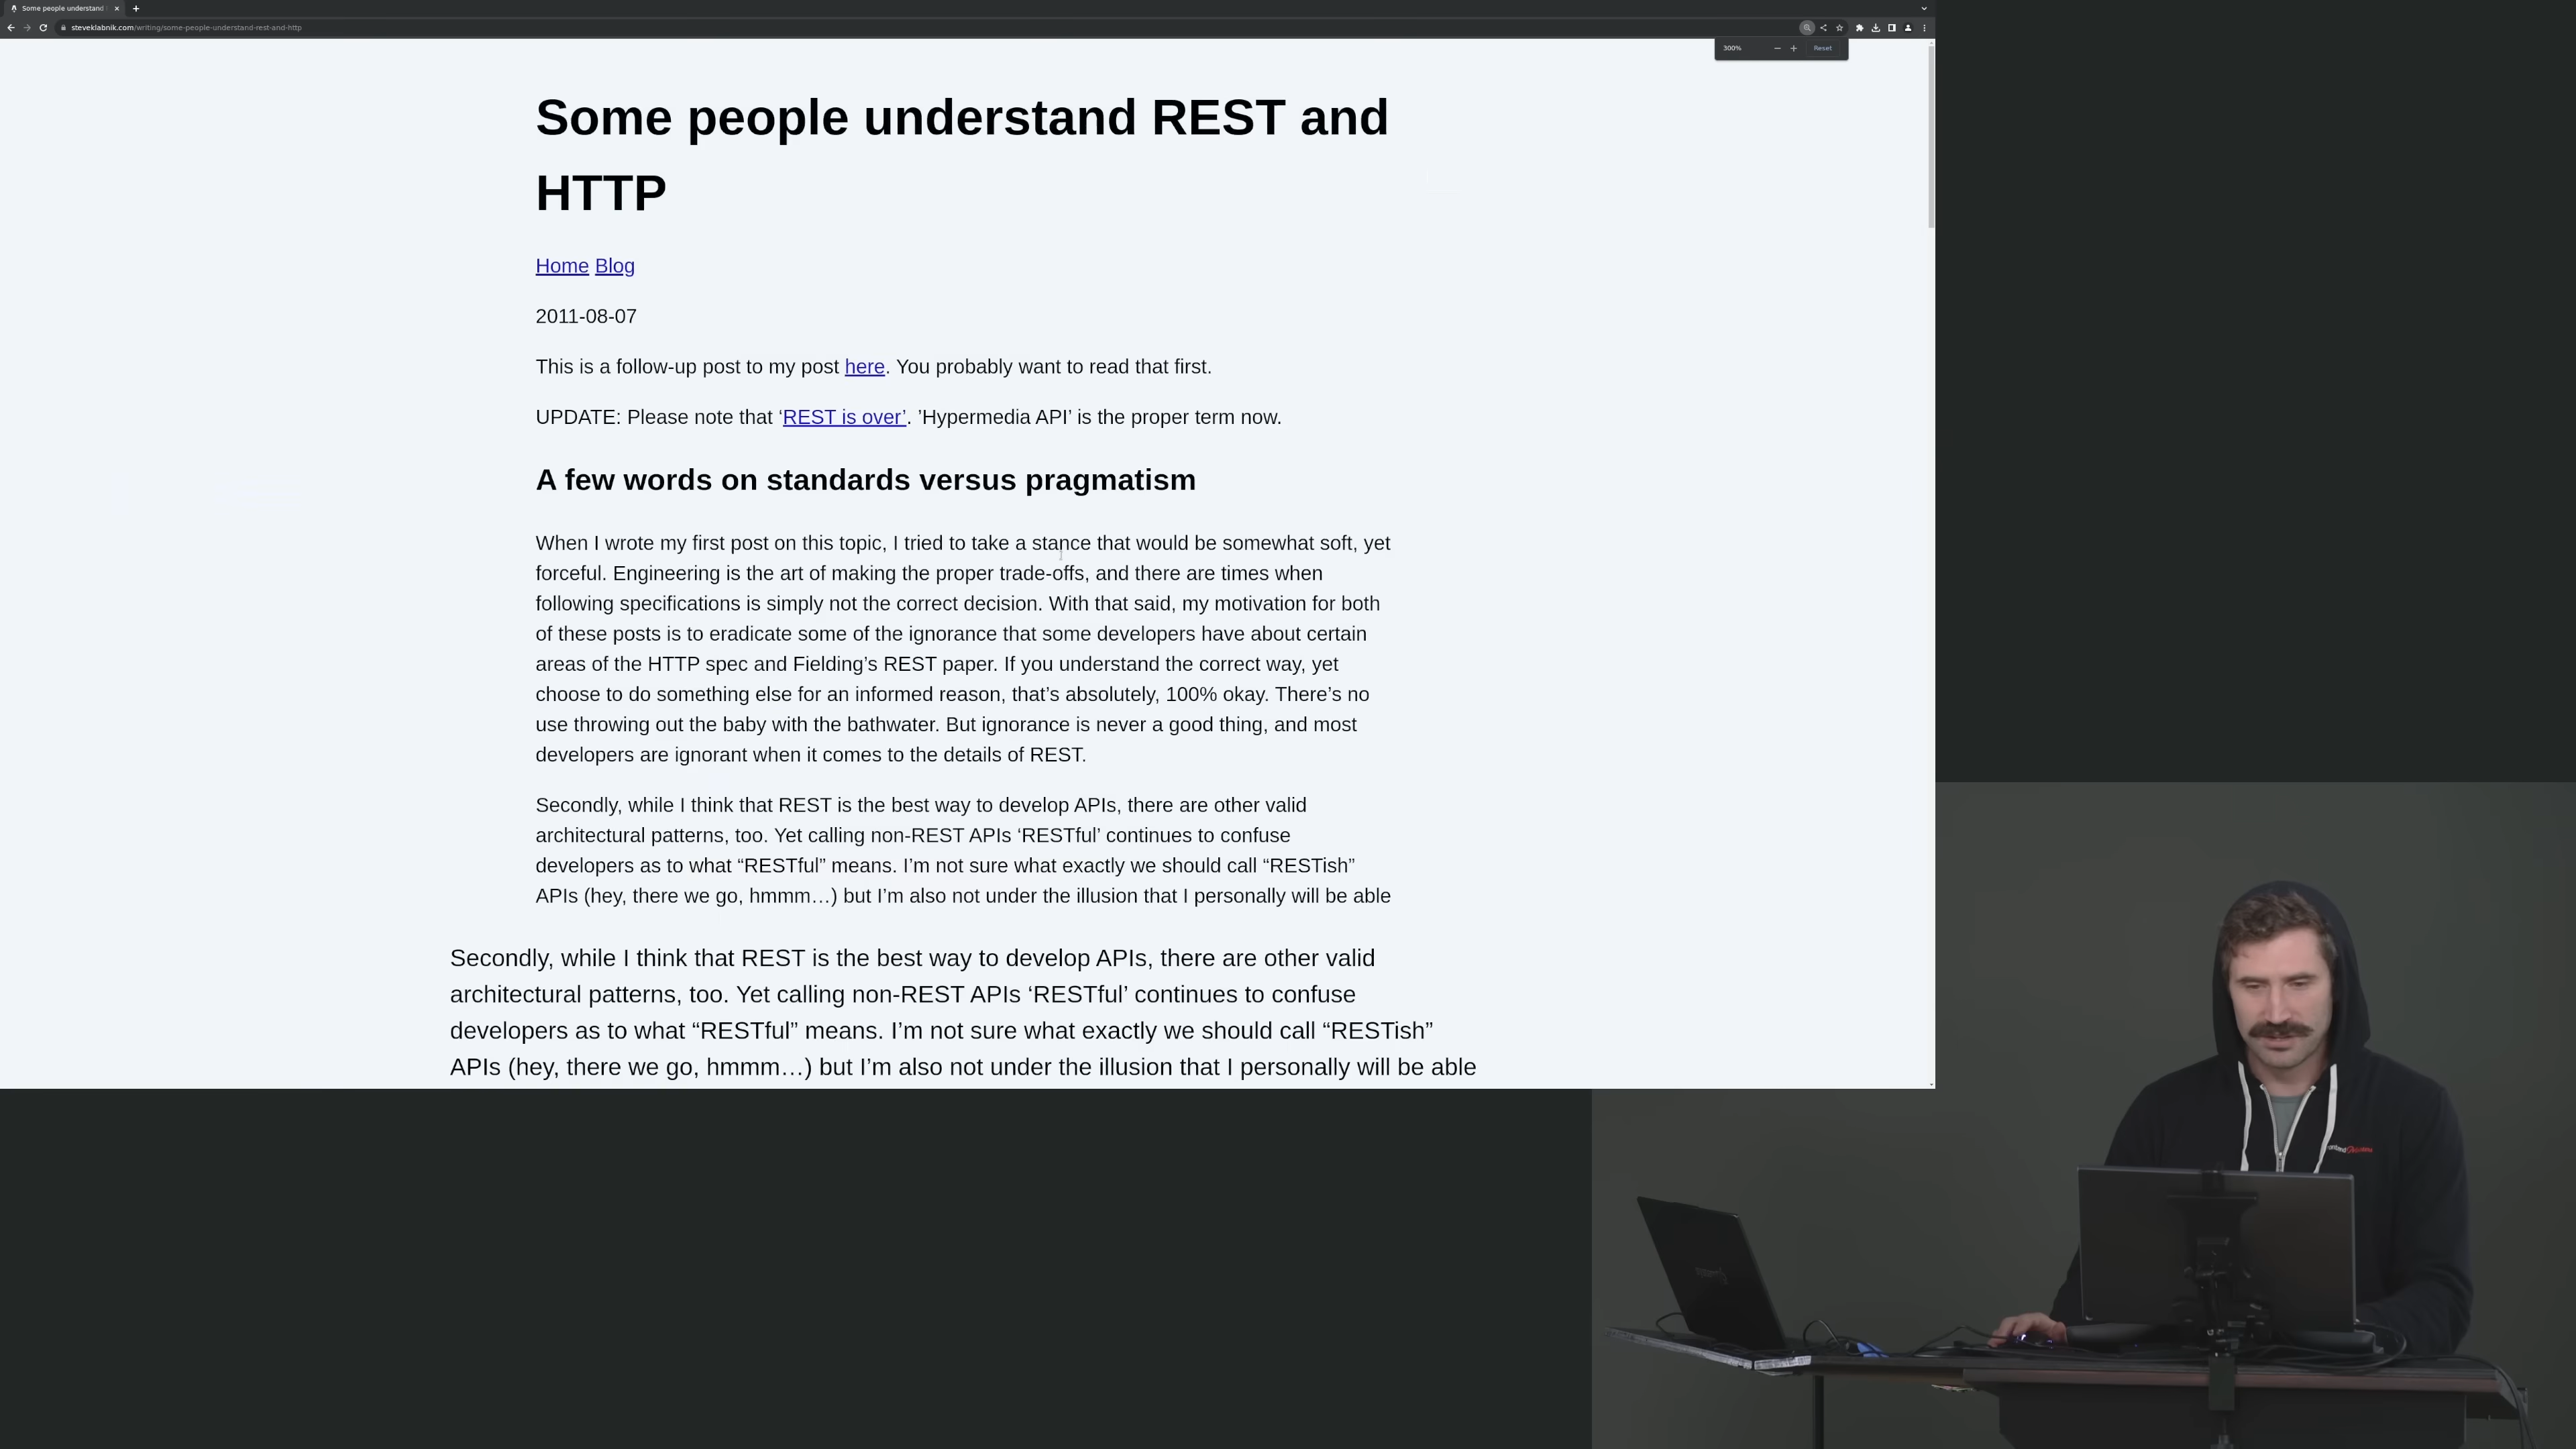 Some people understand
steveklabnik.com/writing/some-people-understand-rest-and-http
300%
Reset
Some people understand REST and
HTTP
Home Blog
2011-08-07
This is a follow-up post to my post here. You probably want to read that first.
UPDATE: Please note that ‘REST is over’. ’Hypermedia API’ is the proper term now.
A few words on standards versus pragmatism
When I wrote my first post on this topic, I tried to take a stance that would be somewhat soft, yet
forceful. Engineering is the art of making the proper trade-offs, and there are times when
following specifications is simply not the correct decision. With that said, my motivation for both
of these posts is to eradicate some of the ignorance that some developers have about certain
areas of the HTTP spec and Fielding’s REST paper. If you understand the correct way, yet
choose to do something else for an informed reason, that’s absolutely, 100% okay. There’s no
use throwing out the baby with the bathwater. But ignorance is never a good thing, and most
developers are ignorant when it comes to the details of REST.
Secondly, while I think that REST is the best way to develop APIs, there are other valid
architectural patterns, too. Yet calling non-REST APIs ‘RESTful’ continues to confuse
developers as to what “RESTful” means. I’m not sure what exactly we should call “RESTish”
APIs (hey, there we go, hmmm…) but I’m also not under the illusion that I personally will be able
Secondly, while I think that REST is the best way to develop APIs, there are other valid
architectural patterns, too. Yet calling non-REST APIs ‘RESTful’ continues to confuse
developers as to what “RESTful” means. I’m not sure what exactly we should call “RESTish”
APIs (hey, there we go, hmmm…) but I’m also not under the illusion that I personally will be able